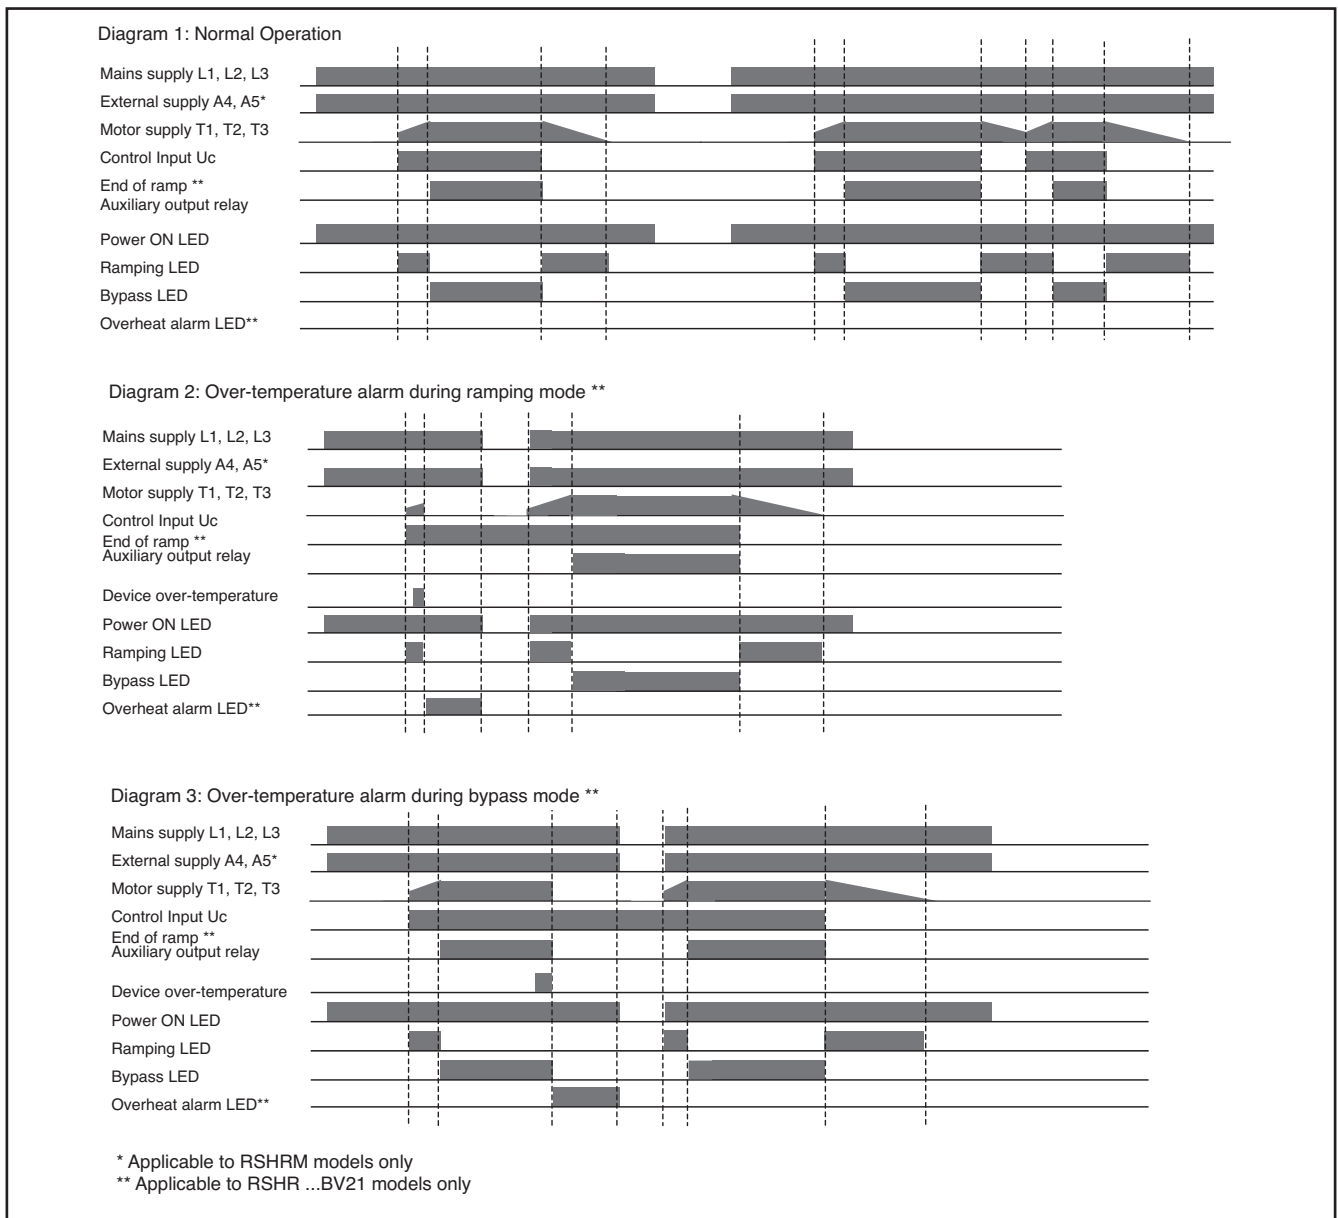 Diagram 1: Normal Operation
Mains supply L1, L2, L3
External supply A4, A5*
Motor supply T1, T2, T3
Control Input Uc
End of ramp **
Auxiliary output relay
Power ON LED
Ramping LED
Bypass LED
Overheat alarm LED**
Diagram 2: Over-temperature alarm during ramping mode **
Mains supply L1, L2, L3
External supply A4, A5*
Motor supply T1, T2, T3
Control Input Uc
End of ramp **
Auxiliary output relay
Device over-temperature
Power ON LED
Ramping LED
Bypass LED
Overheat alarm LED**
Diagram 3: Over-temperature alarm during bypass mode **
Mains supply L1, L2, L3
External supply A4, A5*
Motor supply T1, T2, T3
Control Input Uc
End of ramp **
Auxiliary output relay
Device over-temperature
Power ON LED
Ramping LED
Bypass LED
Overheat alarm LED**
* Applicable to RSHRM models only
** Applicable to RSHR ...BV21 models only